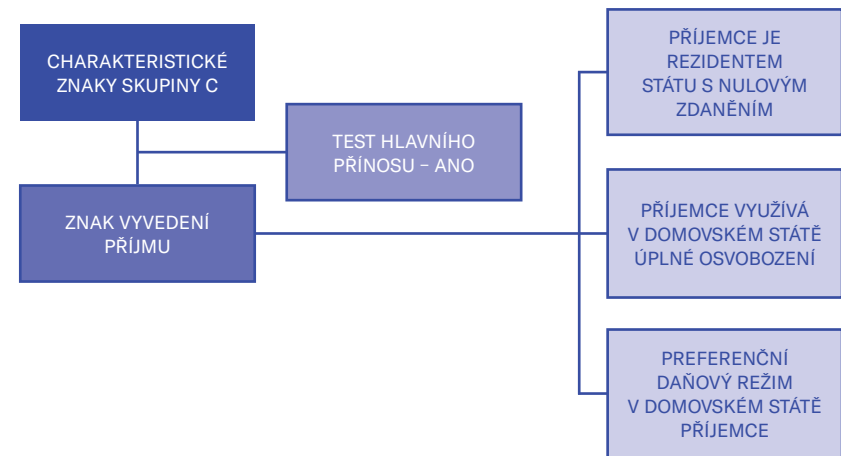 CHARAKTERISTICKÉ
ZNAKY SKUPINY C
TEST HLAVNÍHO
PŘÍNOSU – ANO
ZNAK VYVEDENÍ
PŘÍJMU
PŘÍJEMCE JE
REZIDENTEM
STÁTU S NULOVÝM
ZDANĚNÍM
PŘÍJEMCE VYUŽÍVÁ
V DOMOVSKÉM STÁTĚ
ÚPLNÉ OSVOBOZENÍ
PREFERENČNÍ
DAŇOVÝ REŽIM
V DOMOVSKÉM STÁTĚ
PŘÍJEMCE